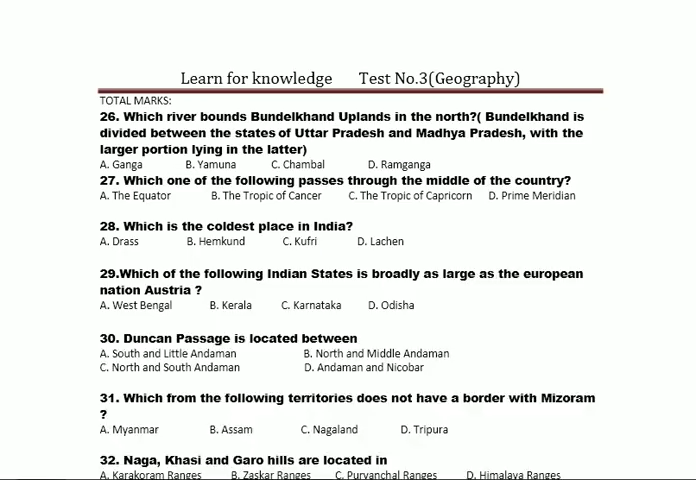 Learn for knowledge Test No.3(Geography)
TOTAL MARKS:
26. Which river bounds Bundelkhand Uplands in the north?( Bundelkhand is
divided between the states of Uttar Pradesh and Madhya Pradesh, with the
larger portion lying in the latter)
A. Ganga B. Yamuna C. Chambal D. Ramganga
27. Which one of the following passes through the middle of the country?
A. The Equator B. The Tropic of Cancer C. The Tropic of Capricorn D. Prime Meridian
28. Which is the coldest place in India?
A. Drass B. Hemkund C. Kufri D. Lachen
29.Which of the following Indian States is broadly as large as the european
nation Austria ?
A. West Bengal B. Kerala C. Karnataka D. Odisha
30. Duncan Passage is located between
A. South and Little Andaman B. North and Middle Andaman
C. North and South Andaman D. Andaman and Nicobar
31. Which from the following territories does not have a border with Mizoram
?
A. Myanmar B. Assam C. Nagaland D. Tripura
32. Naga, Khasi and Garo hills are located in
A. Karakoram Ranges B. Zaskar Ranges C. Purvanchal Ranges D. Himalaya Ranges